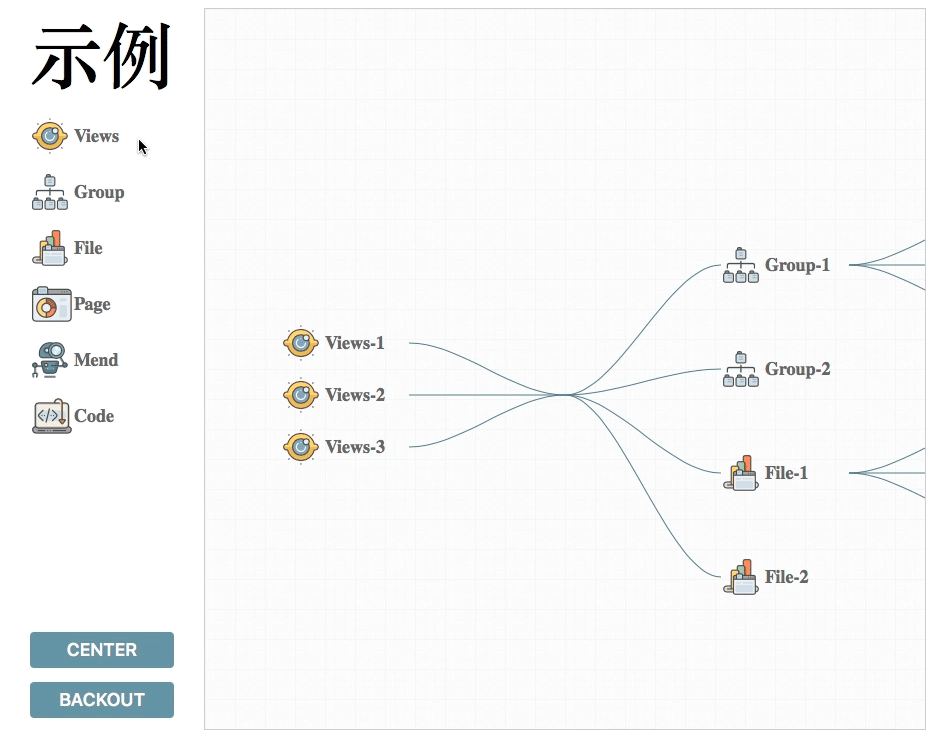 示例
Views
Group
File
Page
Mend
Code
CENTER
BACKOUT
Views-1
Views-2
Views-3
Group-1
Group-2
File-1
File-2